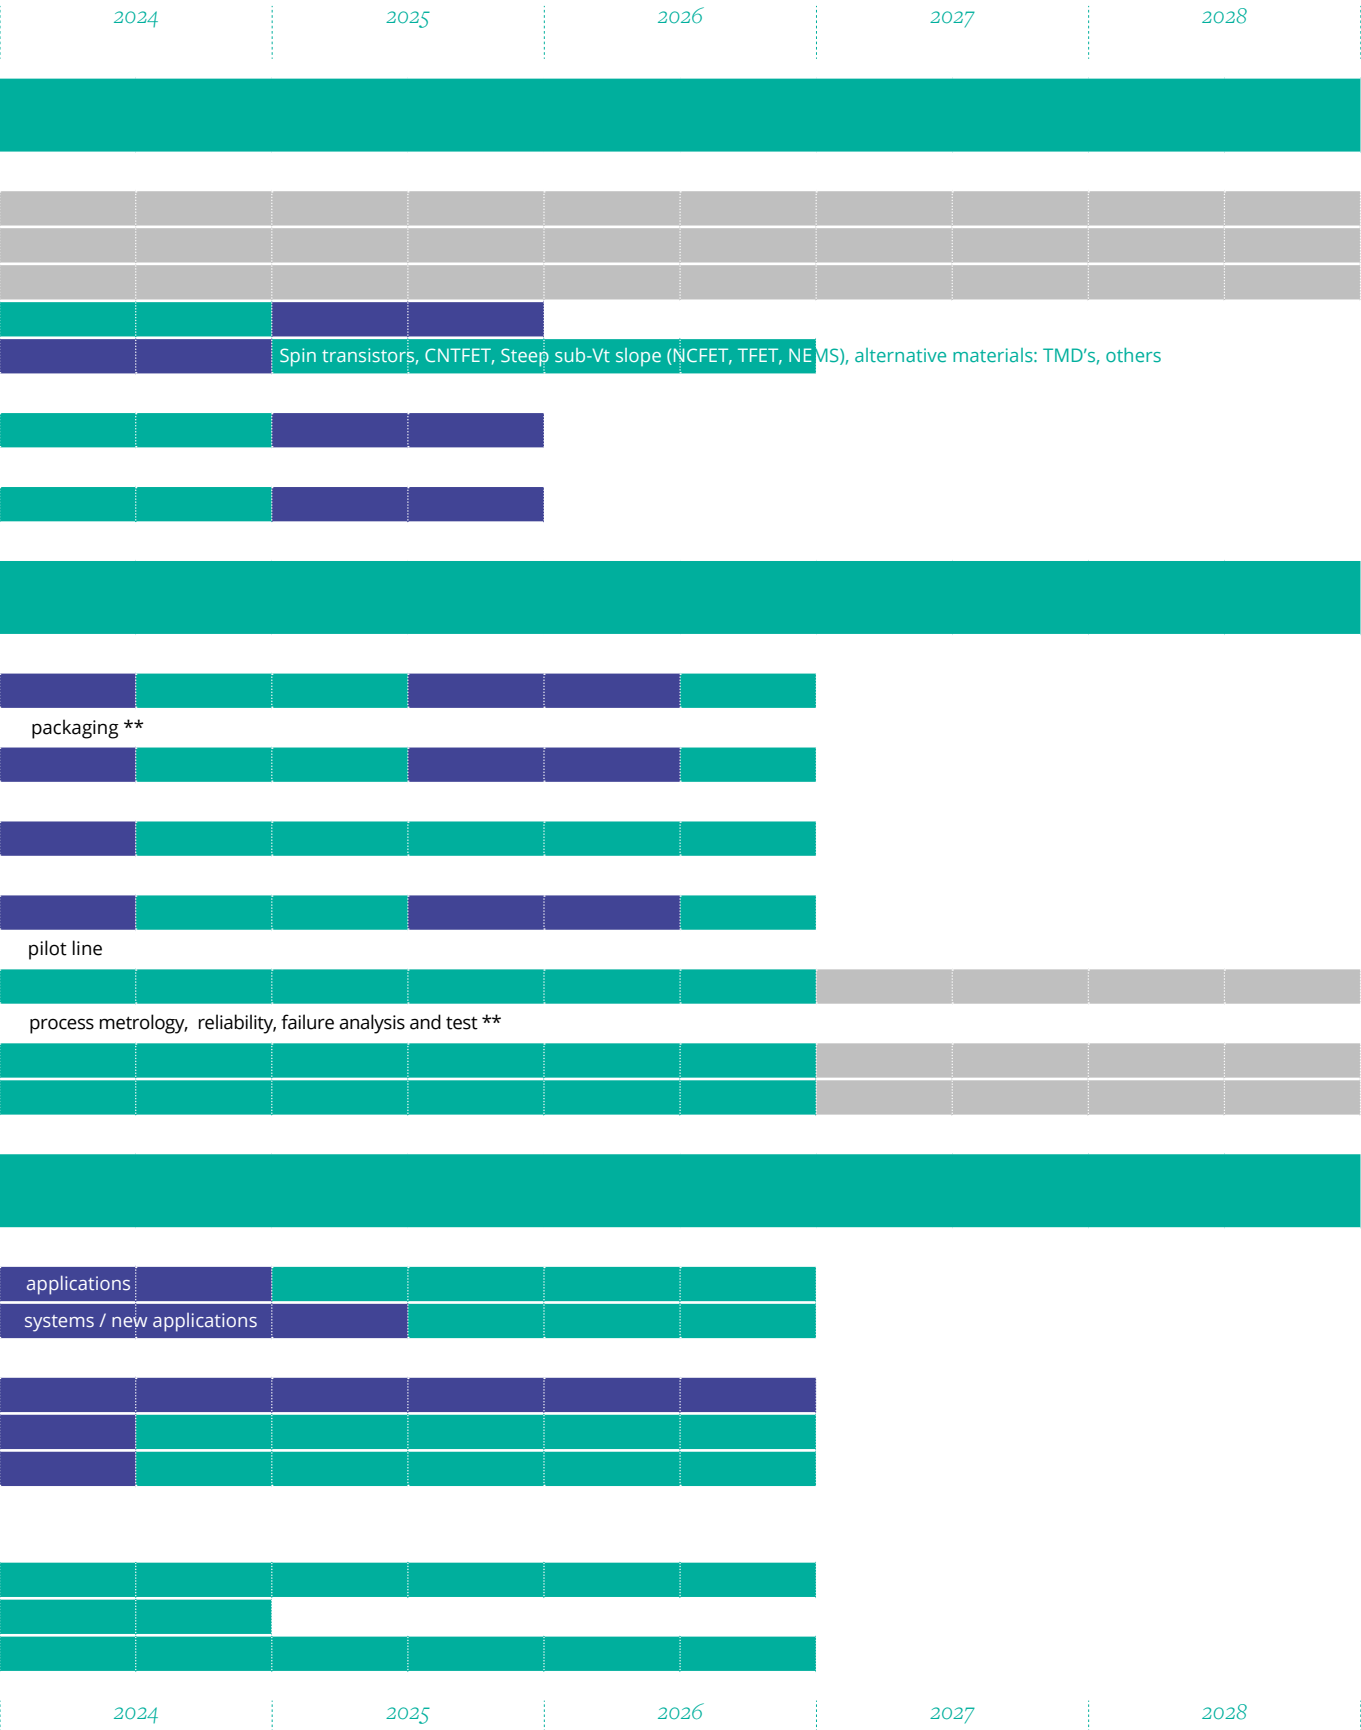 2024 2025 2026 2027 2028
Spin transistors, CNTFET, Steep sub-Vt slope (NCFET, TFET, NEMS), alternative materials: TMD’s, others
packaging **
pilot line
process metrology,  reliability, failure analysis and test **
applications
systems / new applications
2024 2025 2026 2027 2028